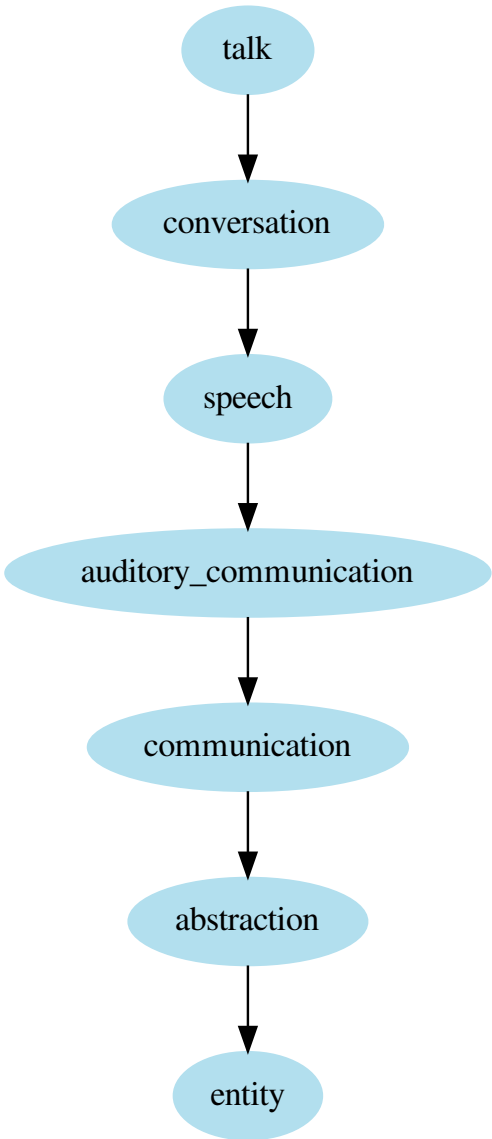 talk
conversation
speech
auditory_communication
communication
abstraction
entity